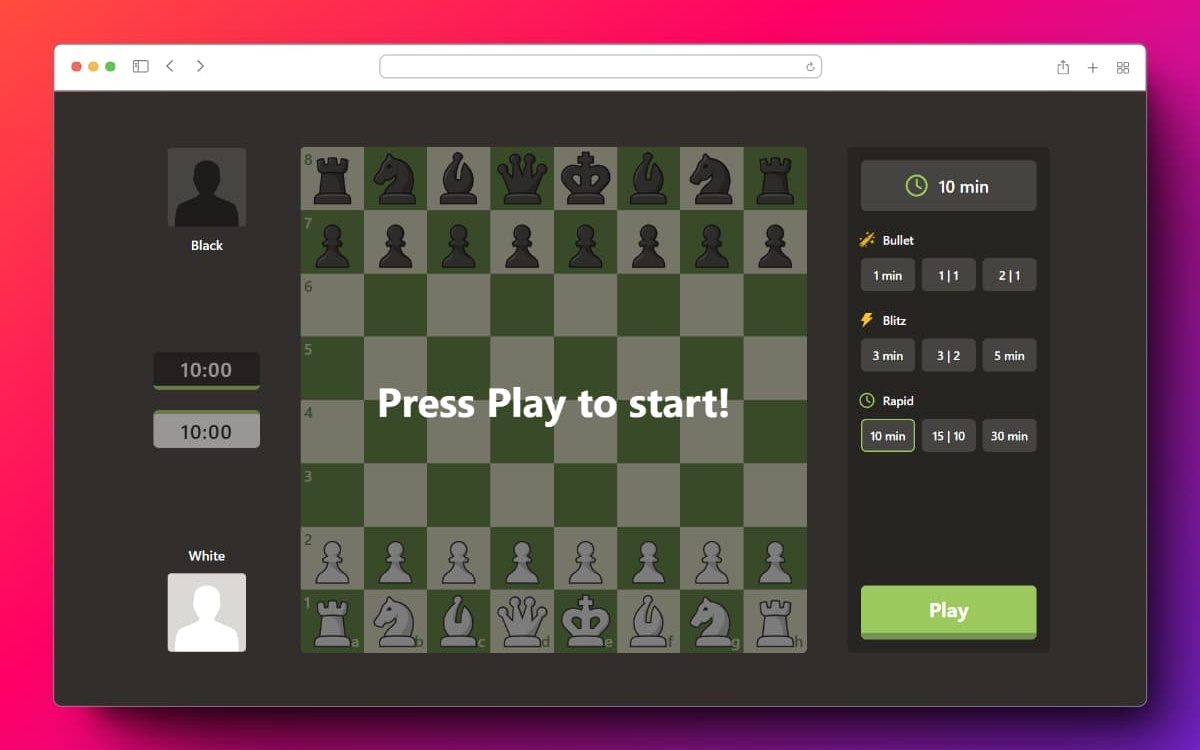 Black
10:00
10:00
White
8
7
6
5
4
3
2
1
a b c d e f g h
Press Play to start!
10 min
Bullet
1 min 1 | 1 2 | 1
Blitz
3 min 3 | 2 5 min
Rapid
10 min 15 | 10 30 min
Play